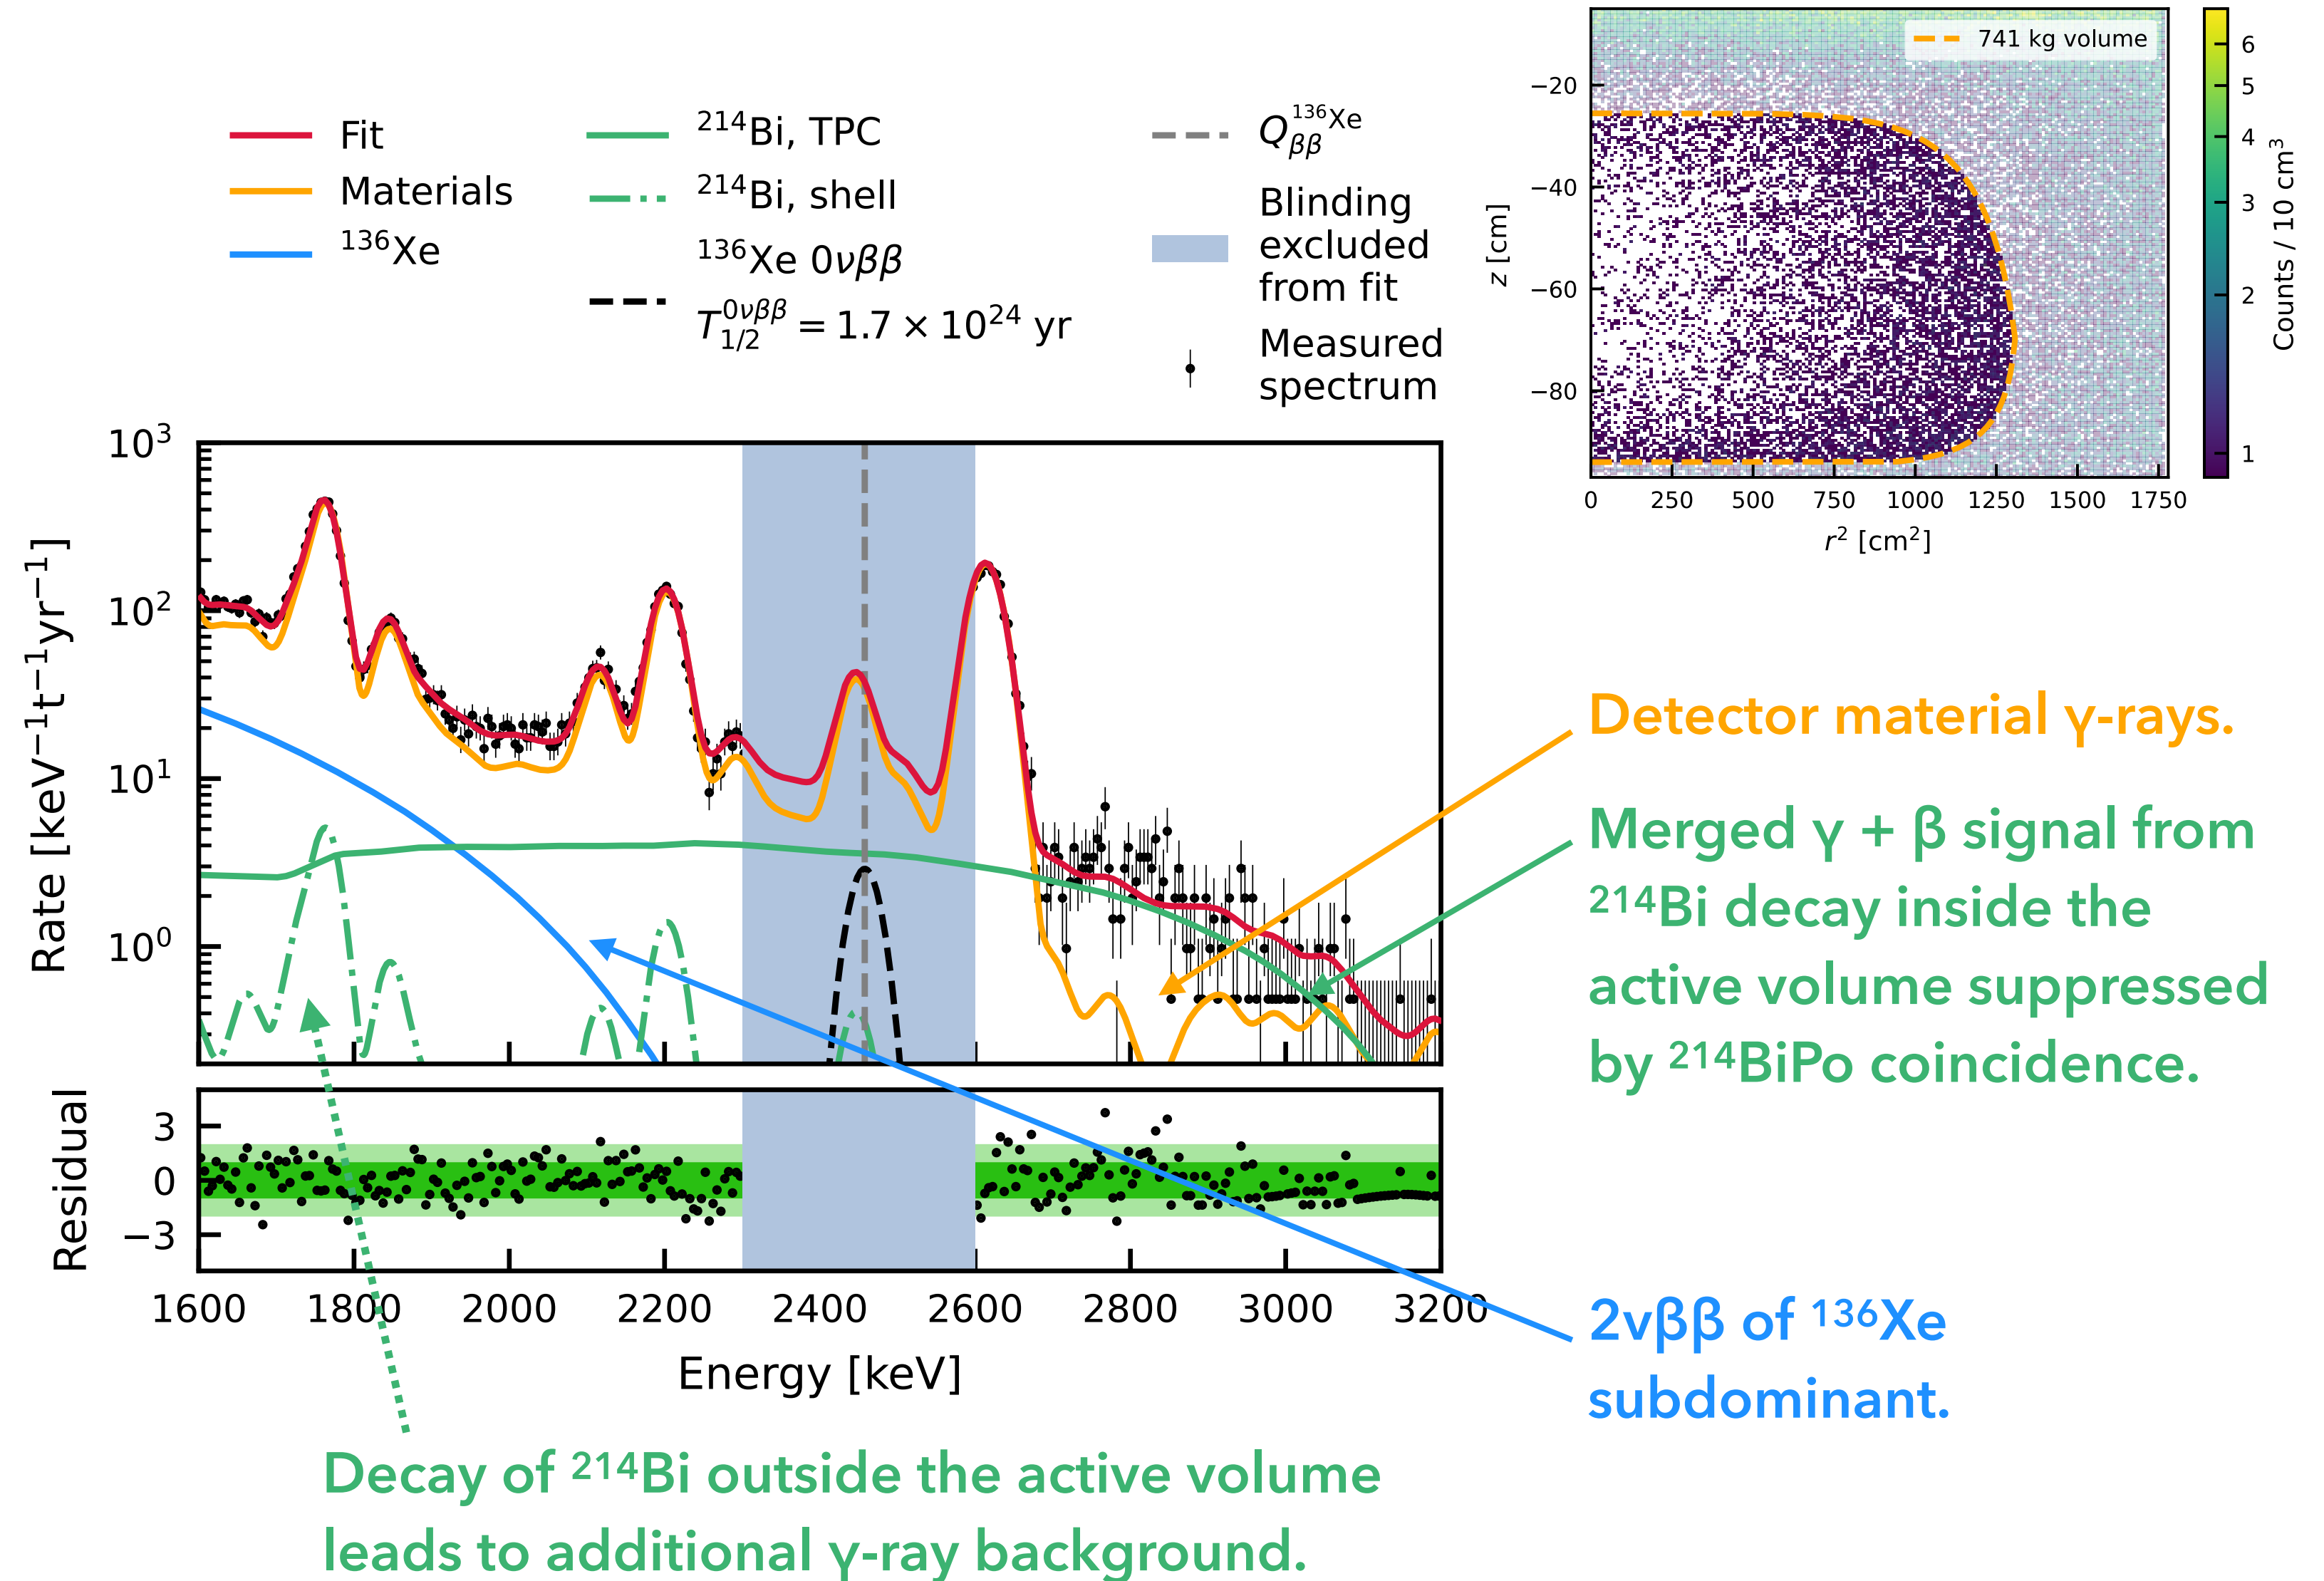 Fit
Materials
¹³⁶Xe
²¹⁴Bi, TPC
²¹⁴Bi, shell
¹³⁶Xe 0νββ
T₁/₂⁰νββ = 1.7 × 10²⁴ yr
Qββ¹³⁶Xe
Blinding
excluded
from fit
Measured
spectrum
741 kg volume
−20
−40
−60
−80
z [cm]
0 250 500 750 1000 1250 1500 1750
r² [cm²]
6
5
4
3
2
1
Counts / 10 cm³
10³
10²
10¹
10⁰
Rate [keV⁻¹t⁻¹yr⁻¹]
3
0
−3
Residual
1600 1800 2000 2200 2400 2600 2800 3000 3200
Energy [keV]
Detector material γ-rays.
Merged γ + β signal from
²¹⁴Bi decay inside the
active volume suppressed
by ²¹⁴BiPo coincidence.
2νββ of ¹³⁶Xe
subdominant.
Decay of ²¹⁴Bi outside the active volume
leads to additional γ-ray background.